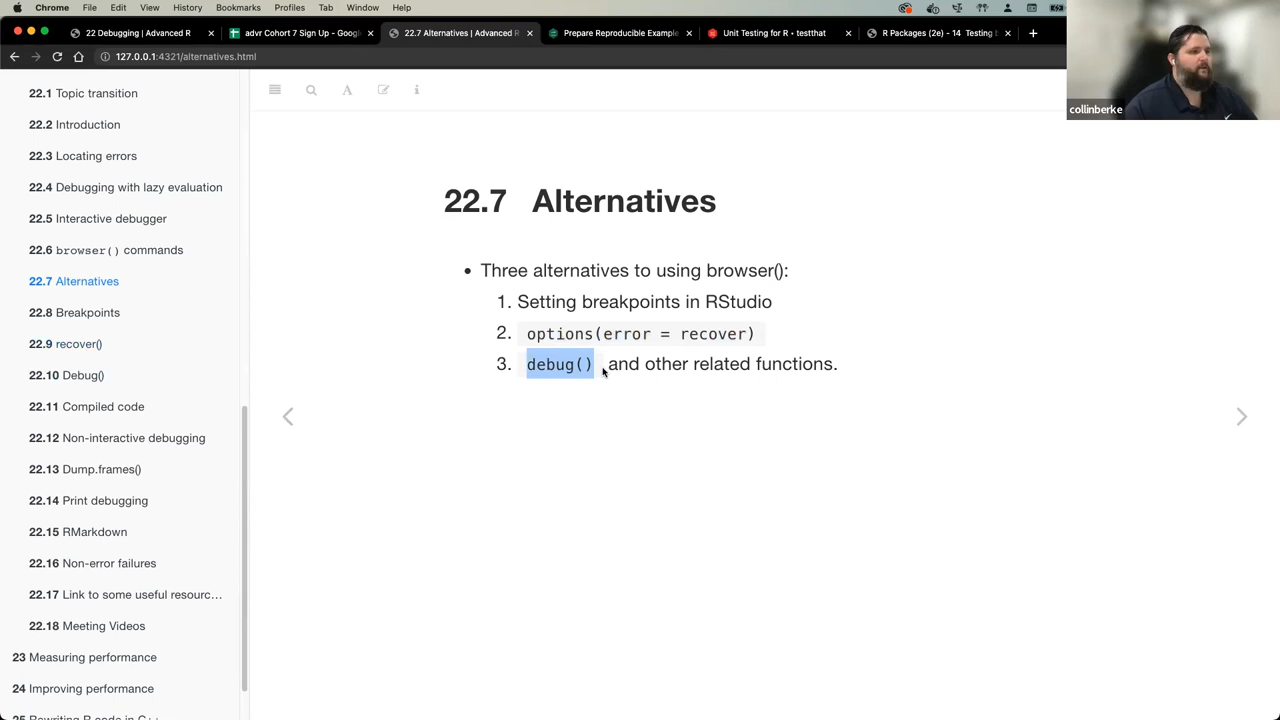 Chrome File Edit View History Bookmarks Profiles Tab Window Help
22 Debugging | Advanced R
advr Cohort 7 Sign Up - Googl
22.7 Alternatives | Advanced R
Prepare Reproducible Example
Unit Testing for R • testthat
R Packages (2e) - 14 Testing b
127.0.0.1:4321/alternatives.html
collinberke
22.1 Topic transition
22.2 Introduction
22.3 Locating errors
22.4 Debugging with lazy evaluation
22.5 Interactive debugger
22.6 browser() commands
22.7 Alternatives
22.8 Breakpoints
22.9 recover()
22.10 Debug()
22.11 Compiled code
22.12 Non-interactive debugging
22.13 Dump.frames()
22.14 Print debugging
22.15 RMarkdown
22.16 Non-error failures
22.17 Link to some useful resourc…
22.18 Meeting Videos
23 Measuring performance
24 Improving performance
25 Rewriting R code in C++
22.7 Alternatives
• Three alternatives to using browser():
1. Setting breakpoints in RStudio
2. options(error = recover)
3. debug() and other related functions.